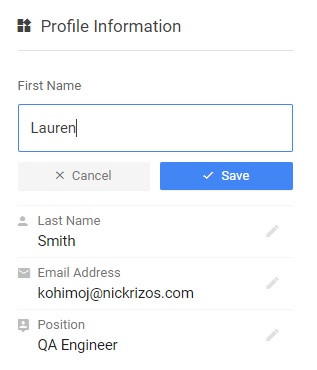 Profile Information
First Name
Lauren
Cancel
Save
Last Name
Smith
Email Address
kohimoj@nickrizos.com
Position
QA Engineer